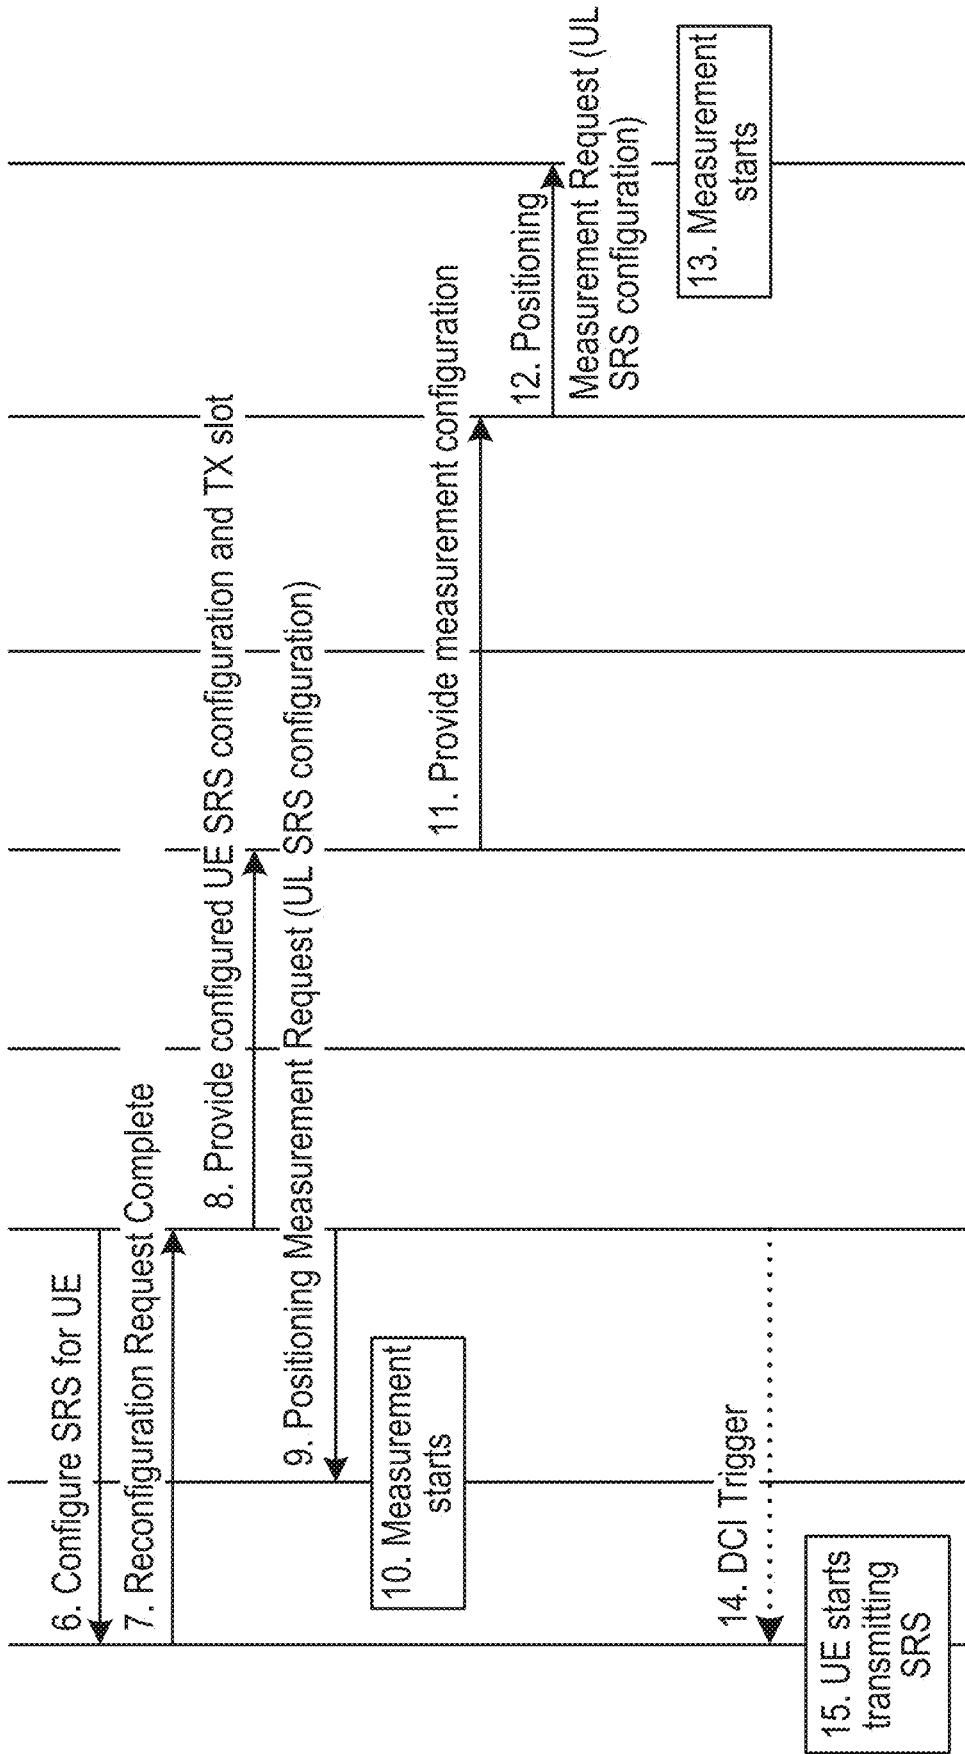 6. Configure SRS for UE
7. Reconfiguration Request Complete
8. Provide configured UE SRS configuration and TX slot
9. Positioning Measurement Request (UL SRS configuration)
10. Measurement
starts
11. Provide measurement configuration
12. Positioning
Measurement Request (UL
SRS configuration)
13. Measurement
starts
14. DCI Trigger
15. UE starts
transmitting
SRS